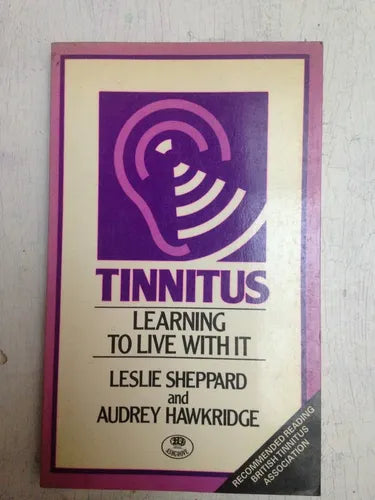 TINNITUS
LEARNING
TO LIVE WITH IT
LESLIE SHEPPARD
and
AUDREY HAWKRIDGE
RECOMMENDED READING
BRITISH TINNITUS
ASSOCIATION